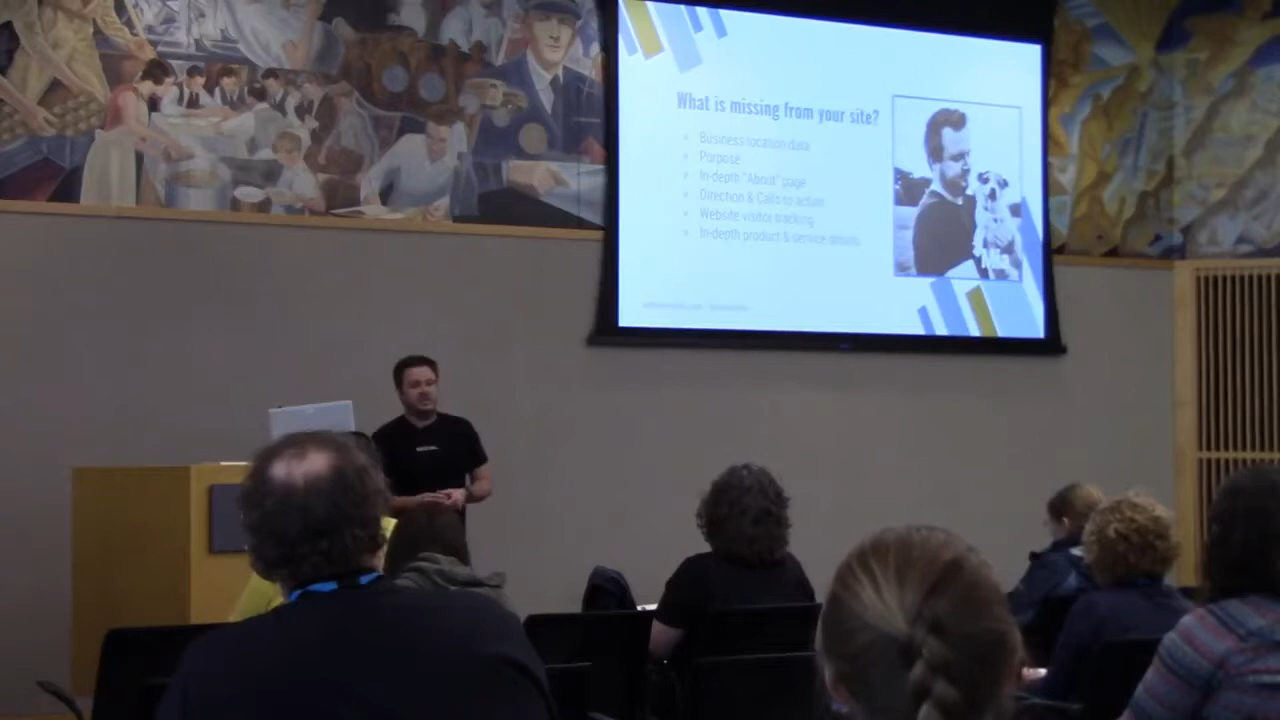 What is missing from your site?
Business location data
Purpose
In-depth "About" page
Direction & Calls to action
Website visitor tracking
In-depth product & service details